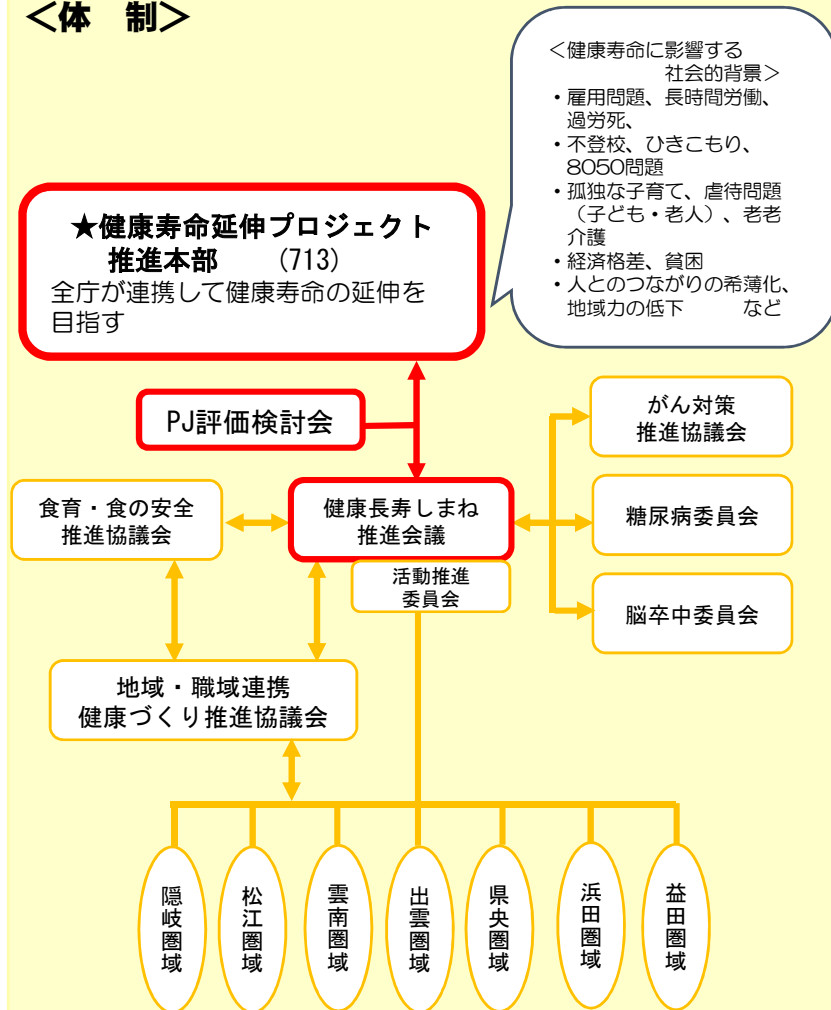 ＜体　制＞
＜健康寿命に影響する
社会的背景＞
・雇用問題、長時間労働、
過労死、
・不登校、ひきこもり、
8050問題
・孤独な子育て、虐待問題
（子ども・老人）、老老
介護
・経済格差、貧困
・人とのつながりの希薄化、
地域力の低下　　など
★健康寿命延伸プロジェクト
推進本部　（713）
全庁が連携して健康寿命の延伸を
目指す
PJ評価検討会
がん対策
推進協議会
食育・食の安全
推進協議会
健康長寿しまね
推進会議
糖尿病委員会
活動推進
委員会
脳卒中委員会
地域・職域連携
健康づくり推進協議会
隠岐圏域
松江圏域
雲南圏域
出雲圏域
県央圏域
浜田圏域
益田圏域